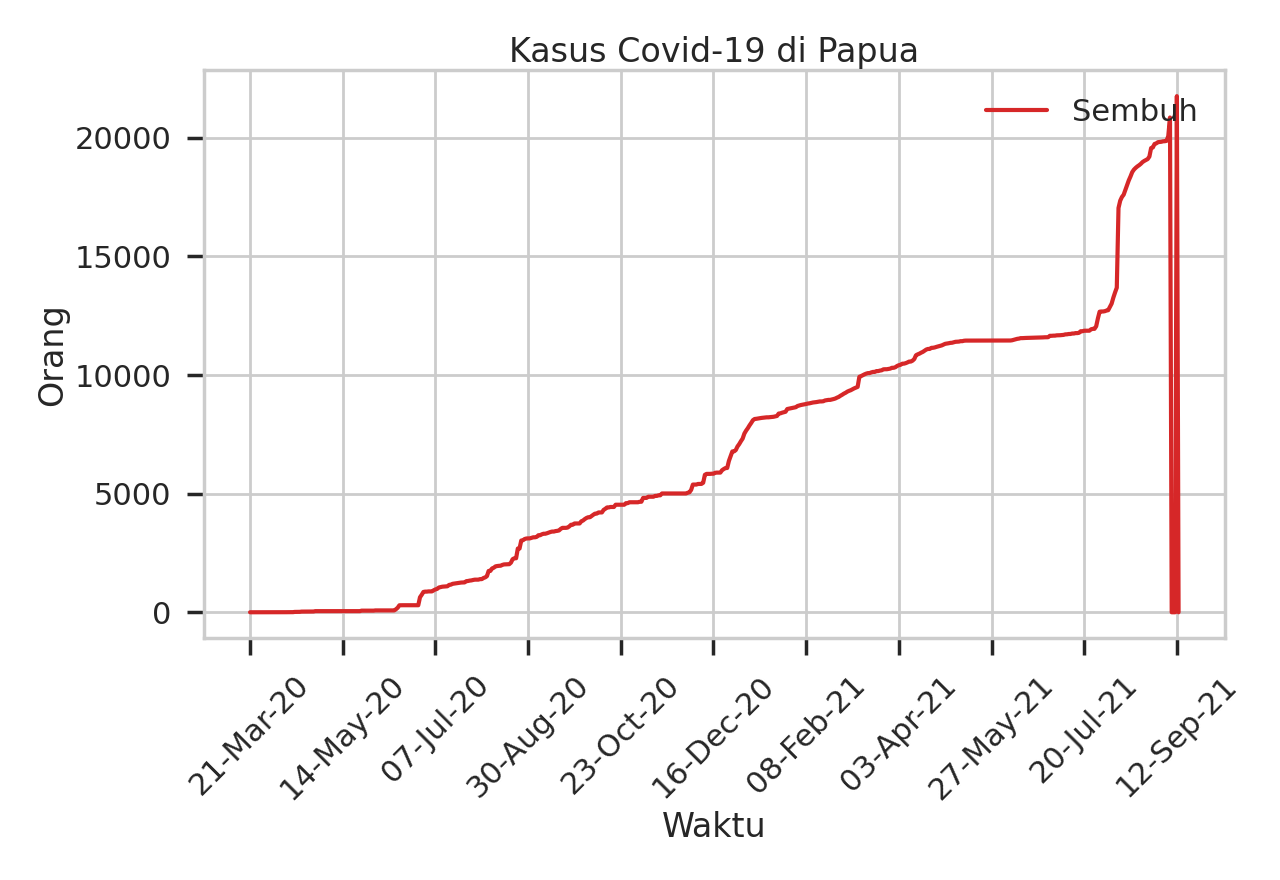 Kasus Covid-19 di Papua
Sembuh
Orang
20000
15000
10000
5000
0
21-Mar-20
14-May-20
07-Jul-20
30-Aug-20
23-Oct-20
16-Dec-20
08-Feb-21
03-Apr-21
27-May-21
20-Jul-21
12-Sep-21
Waktu